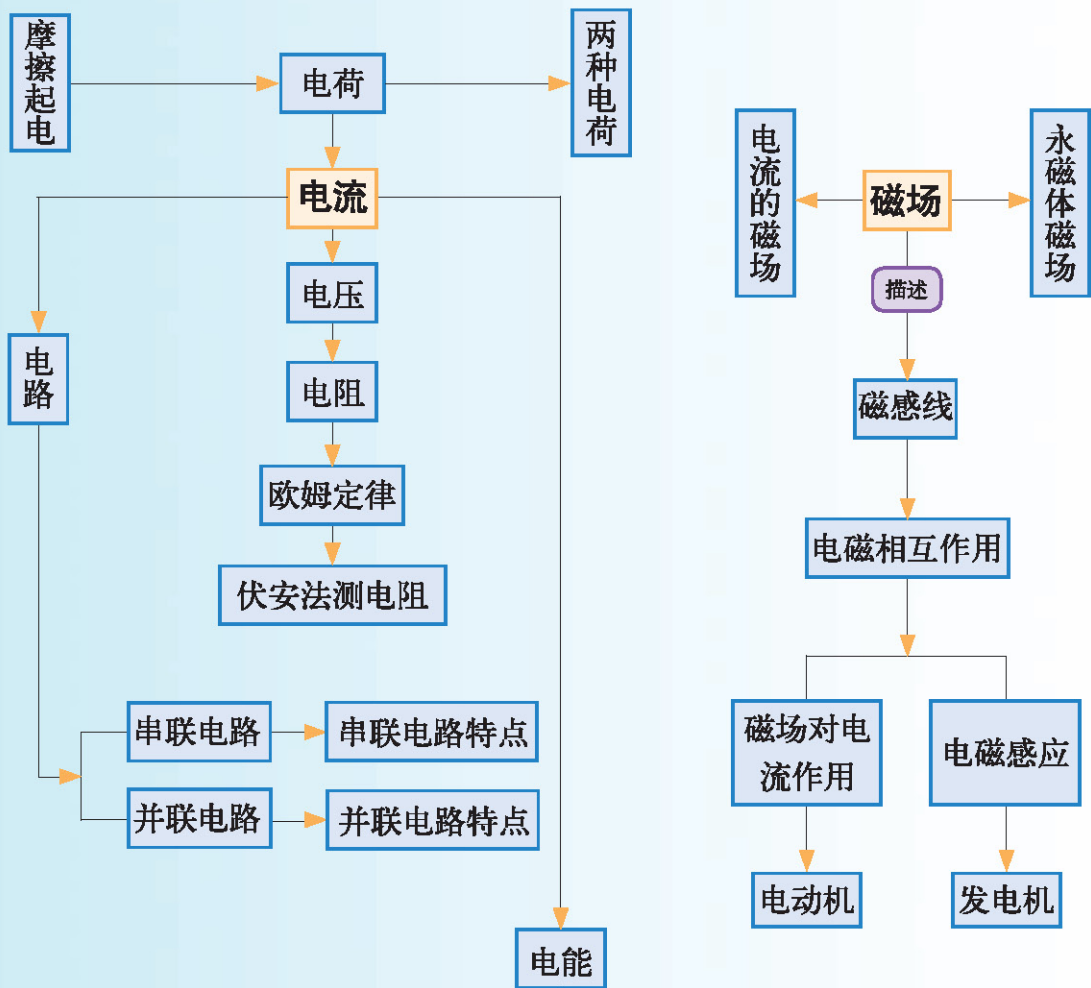 摩擦起电
电荷
两种电荷
电流
电压
电阻
欧姆定律
伏安法测电阻
电路
串联电路
串联电路特点
并联电路
并联电路特点
电能
电流的磁场
磁场
永磁体磁场
描述
磁感线
电磁相互作用
磁场对电
流作用
电磁感应
电动机
发电机